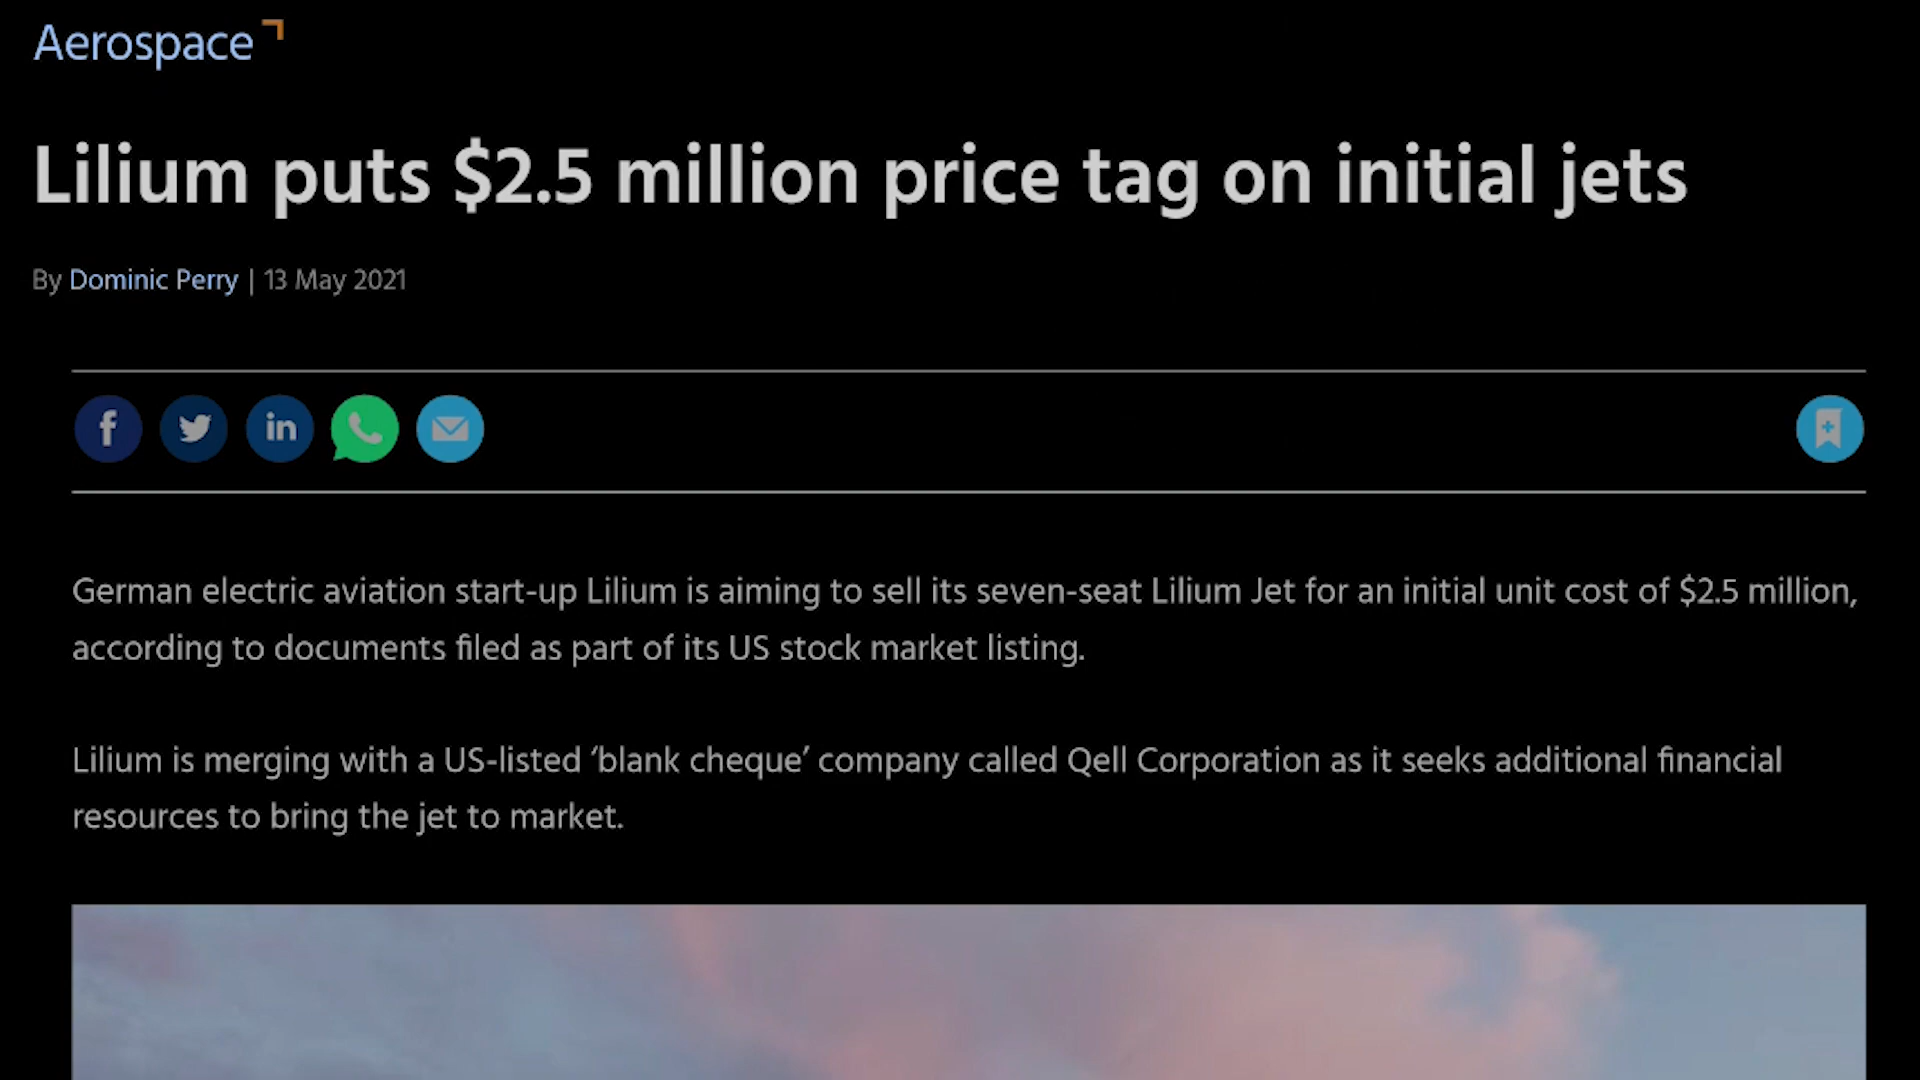 Aerospace
Lilium puts $2.5 million price tag on initial jets
By Dominic Perry | 13 May 2021
German electric aviation start-up Lilium is aiming to sell its seven-seat Lilium Jet for an initial unit cost of $2.5 million,
according to documents filed as part of its US stock market listing.
Lilium is merging with a US-listed ‘blank cheque’ company called Qell Corporation as it seeks additional financial
resources to bring the jet to market.